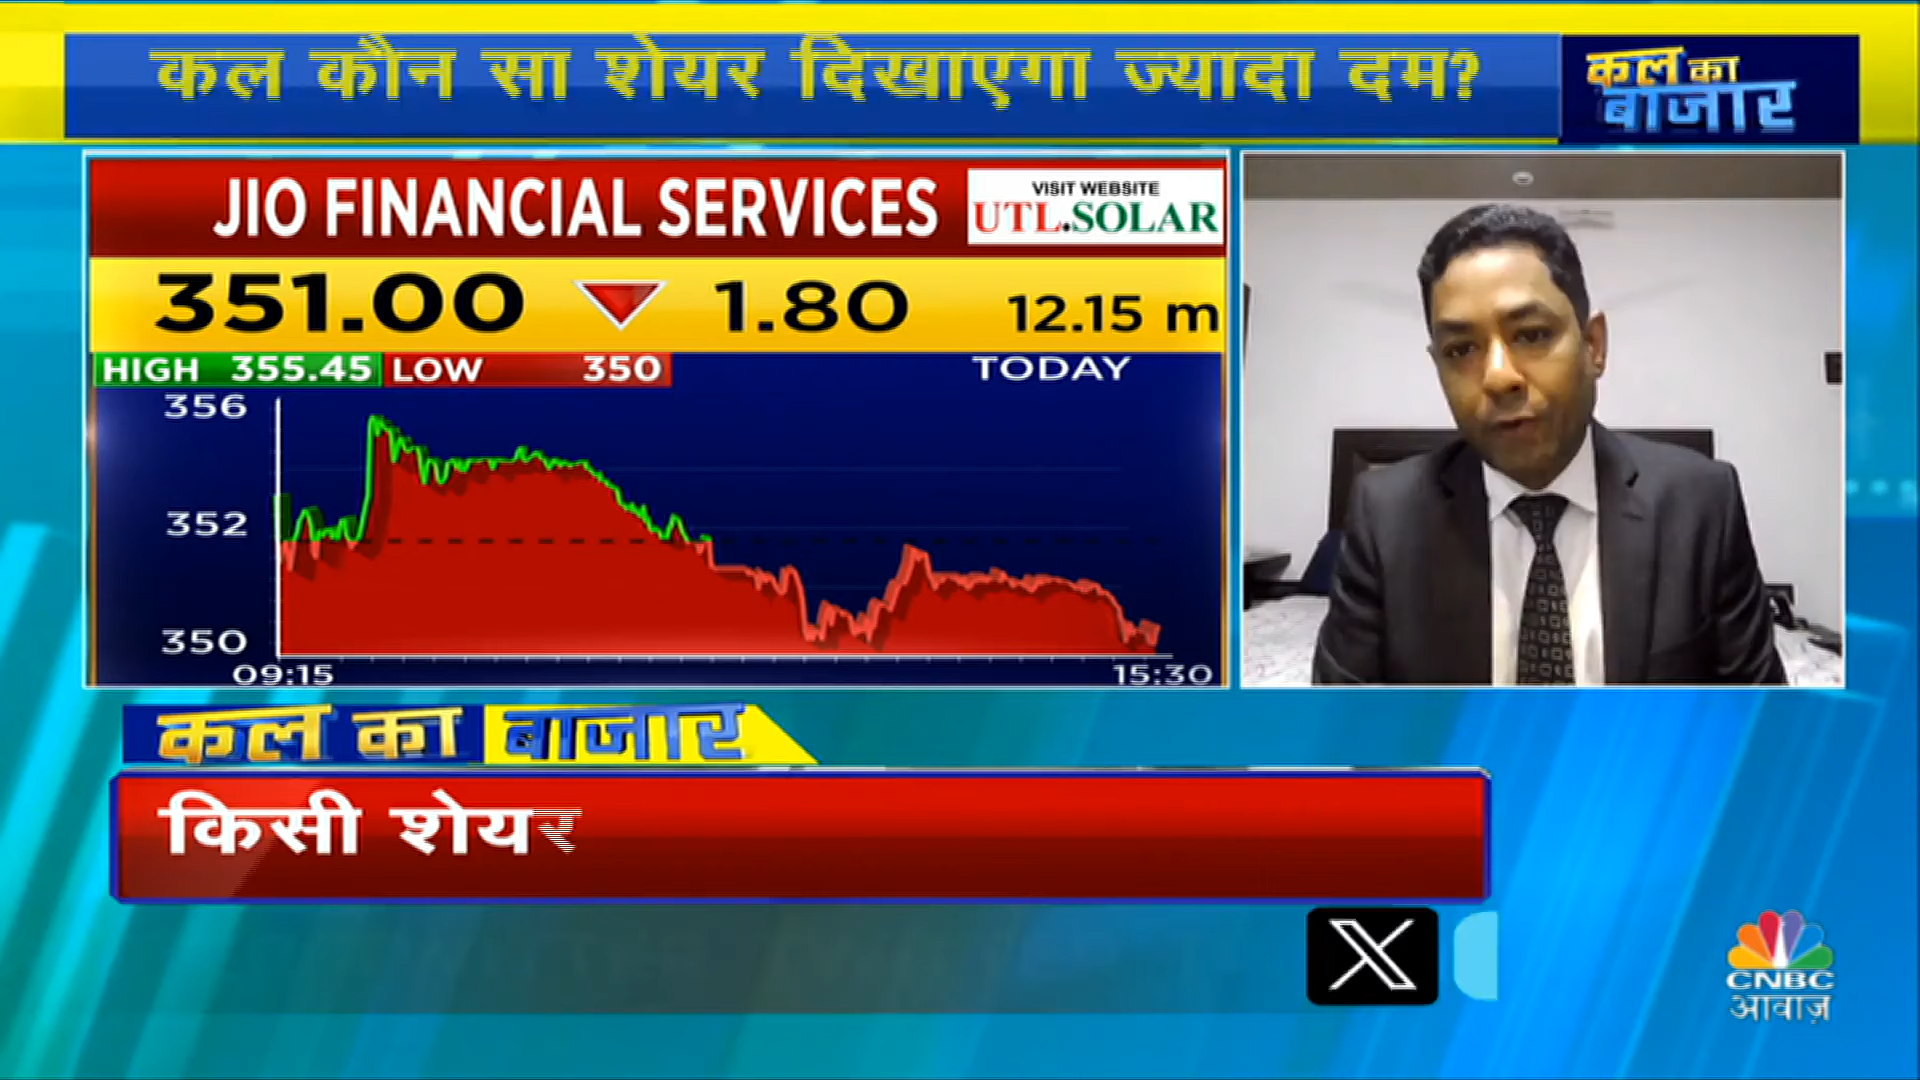 कल कौन सा शेयर दिखाएगा ज्यादा दम?
कल का
बाजार
JIO FINANCIAL SERVICES
VISIT WEBSITE
UTL.SOLAR
351.00 1.80 12.15 m
HIGH 355.45 LOW 350 TODAY
356
352
350
09:15 15:30
कल का बाजार
किसी शेयर
X
CNBC
आवाज़